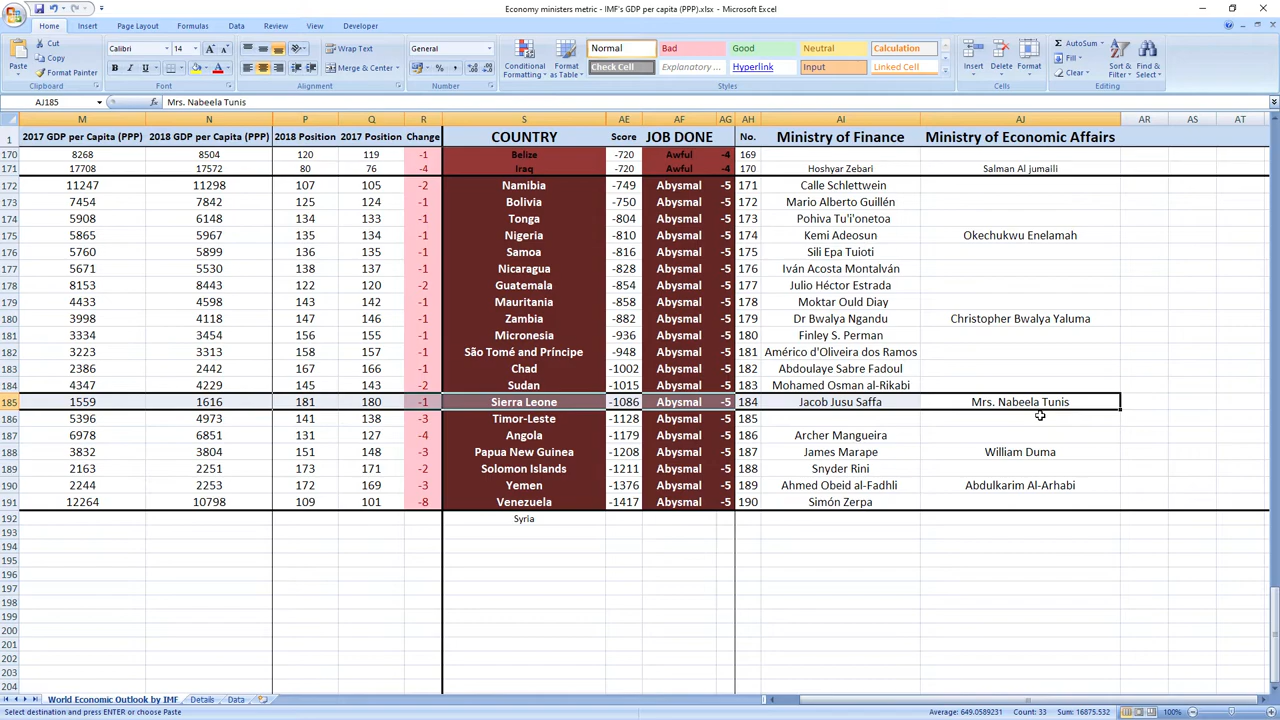 Economy ministers metric - IMF's GDP per capita (PPP).xlsx - Microsoft Excel
Home Insert Page Layout Formulas Data Review View Developer
Cut Calibri 14 Wrap Text General Normal Bad Good Neutral Calculation AutoSum
Copy Fill
Paste Format Painter B I U Merge & Center Conditional Formatting Format as Table Check Cell Explanatory ... Hyperlink Input Linked Cell Insert Delete Format Clear Sort & Filter Find & Select
Clipboard Font Alignment Number Styles Cells Editing
AJ185 fx Mrs. Nabeela Tunis
M N P Q R S AE AF AG AH AI AJ AR AS AT
1 2017 GDP per Capita (PPP) 2018 GDP per Capita (PPP) 2018 Position 2017 Position Change COUNTRY Score JOB DONE No. Ministry of Finance Ministry of Economic Affairs
170 8268 8504 120 119 -1 Belize -720 Awful -4 169
171 17708 17572 80 76 -4 Iraq -720 Awful -4 170 Hoshyar Zebari Salman Al jumaili
172 11247 11298 107 105 -2 Namibia -749 Abysmal -5 171 Calle Schlettwein
173 7454 7842 125 124 -1 Bolivia -750 Abysmal -5 172 Mario Alberto Guillén
174 5908 6148 134 133 -1 Tonga -804 Abysmal -5 173 Pohiva Tu'i'onetoa
175 5865 5967 135 134 -1 Nigeria -810 Abysmal -5 174 Kemi Adeosun Okechukwu Enelamah
176 5760 5899 136 135 -1 Samoa -816 Abysmal -5 175 Sili Epa Tuioti
177 5671 5530 138 137 -1 Nicaragua -828 Abysmal -5 176 Iván Acosta Montalván
178 8153 8443 122 120 -2 Guatemala -854 Abysmal -5 177 Julio Héctor Estrada
179 4433 4598 143 142 -1 Mauritania -858 Abysmal -5 178 Moktar Ould Diay
180 3998 4118 147 146 -1 Zambia -882 Abysmal -5 179 Dr Bwalya Ngandu Christopher Bwalya Yaluma
181 3334 3454 156 155 -1 Micronesia -936 Abysmal -5 180 Finley S. Perman
182 3223 3313 158 157 -1 São Tomé and Príncipe -948 Abysmal -5 181 Américo d'Oliveira dos Ramos
183 2386 2442 167 166 -1 Chad -1002 Abysmal -5 182 Abdoulaye Sabre Fadoul
184 4347 4229 145 143 -2 Sudan -1015 Abysmal -5 183 Mohamed Osman al-Rikabi
185 1559 1616 181 180 -1 Sierra Leone -1086 Abysmal -5 184 Jacob Jusu Saffa Mrs. Nabeela Tunis
186 5396 4973 141 138 -3 Timor-Leste -1128 Abysmal -5 185
187 6978 6851 131 127 -4 Angola -1179 Abysmal -5 186 Archer Mangueira
188 3832 3804 151 148 -3 Papua New Guinea -1208 Abysmal -5 187 James Marape William Duma
189 2163 2251 173 171 -2 Solomon Islands -1211 Abysmal -5 188 Snyder Rini
190 2244 2253 172 169 -3 Yemen -1376 Abysmal -5 189 Ahmed Obeid al-Fadhli Abdulkarim Al-Arhabi
191 12264 10798 109 101 -8 Venezuela -1417 Abysmal -5 190 Simón Zerpa
192 Syria
193
194
195
196
197
198
199
200
201
202
203
204
World Economic Outlook by IMF Details Data
Select destination and press ENTER or choose Paste Average: 649.0589231 Count: 33 Sum: 16875.532 100%